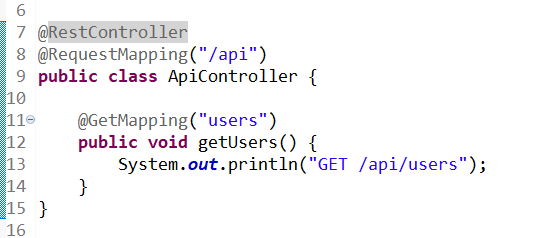 6
7 @RestController
8 @RequestMapping("/api")
9 public class ApiController {
10
11 @GetMapping("users")
12 public void getUsers() {
13 System.out.println("GET /api/users");
14 }
15 }
16